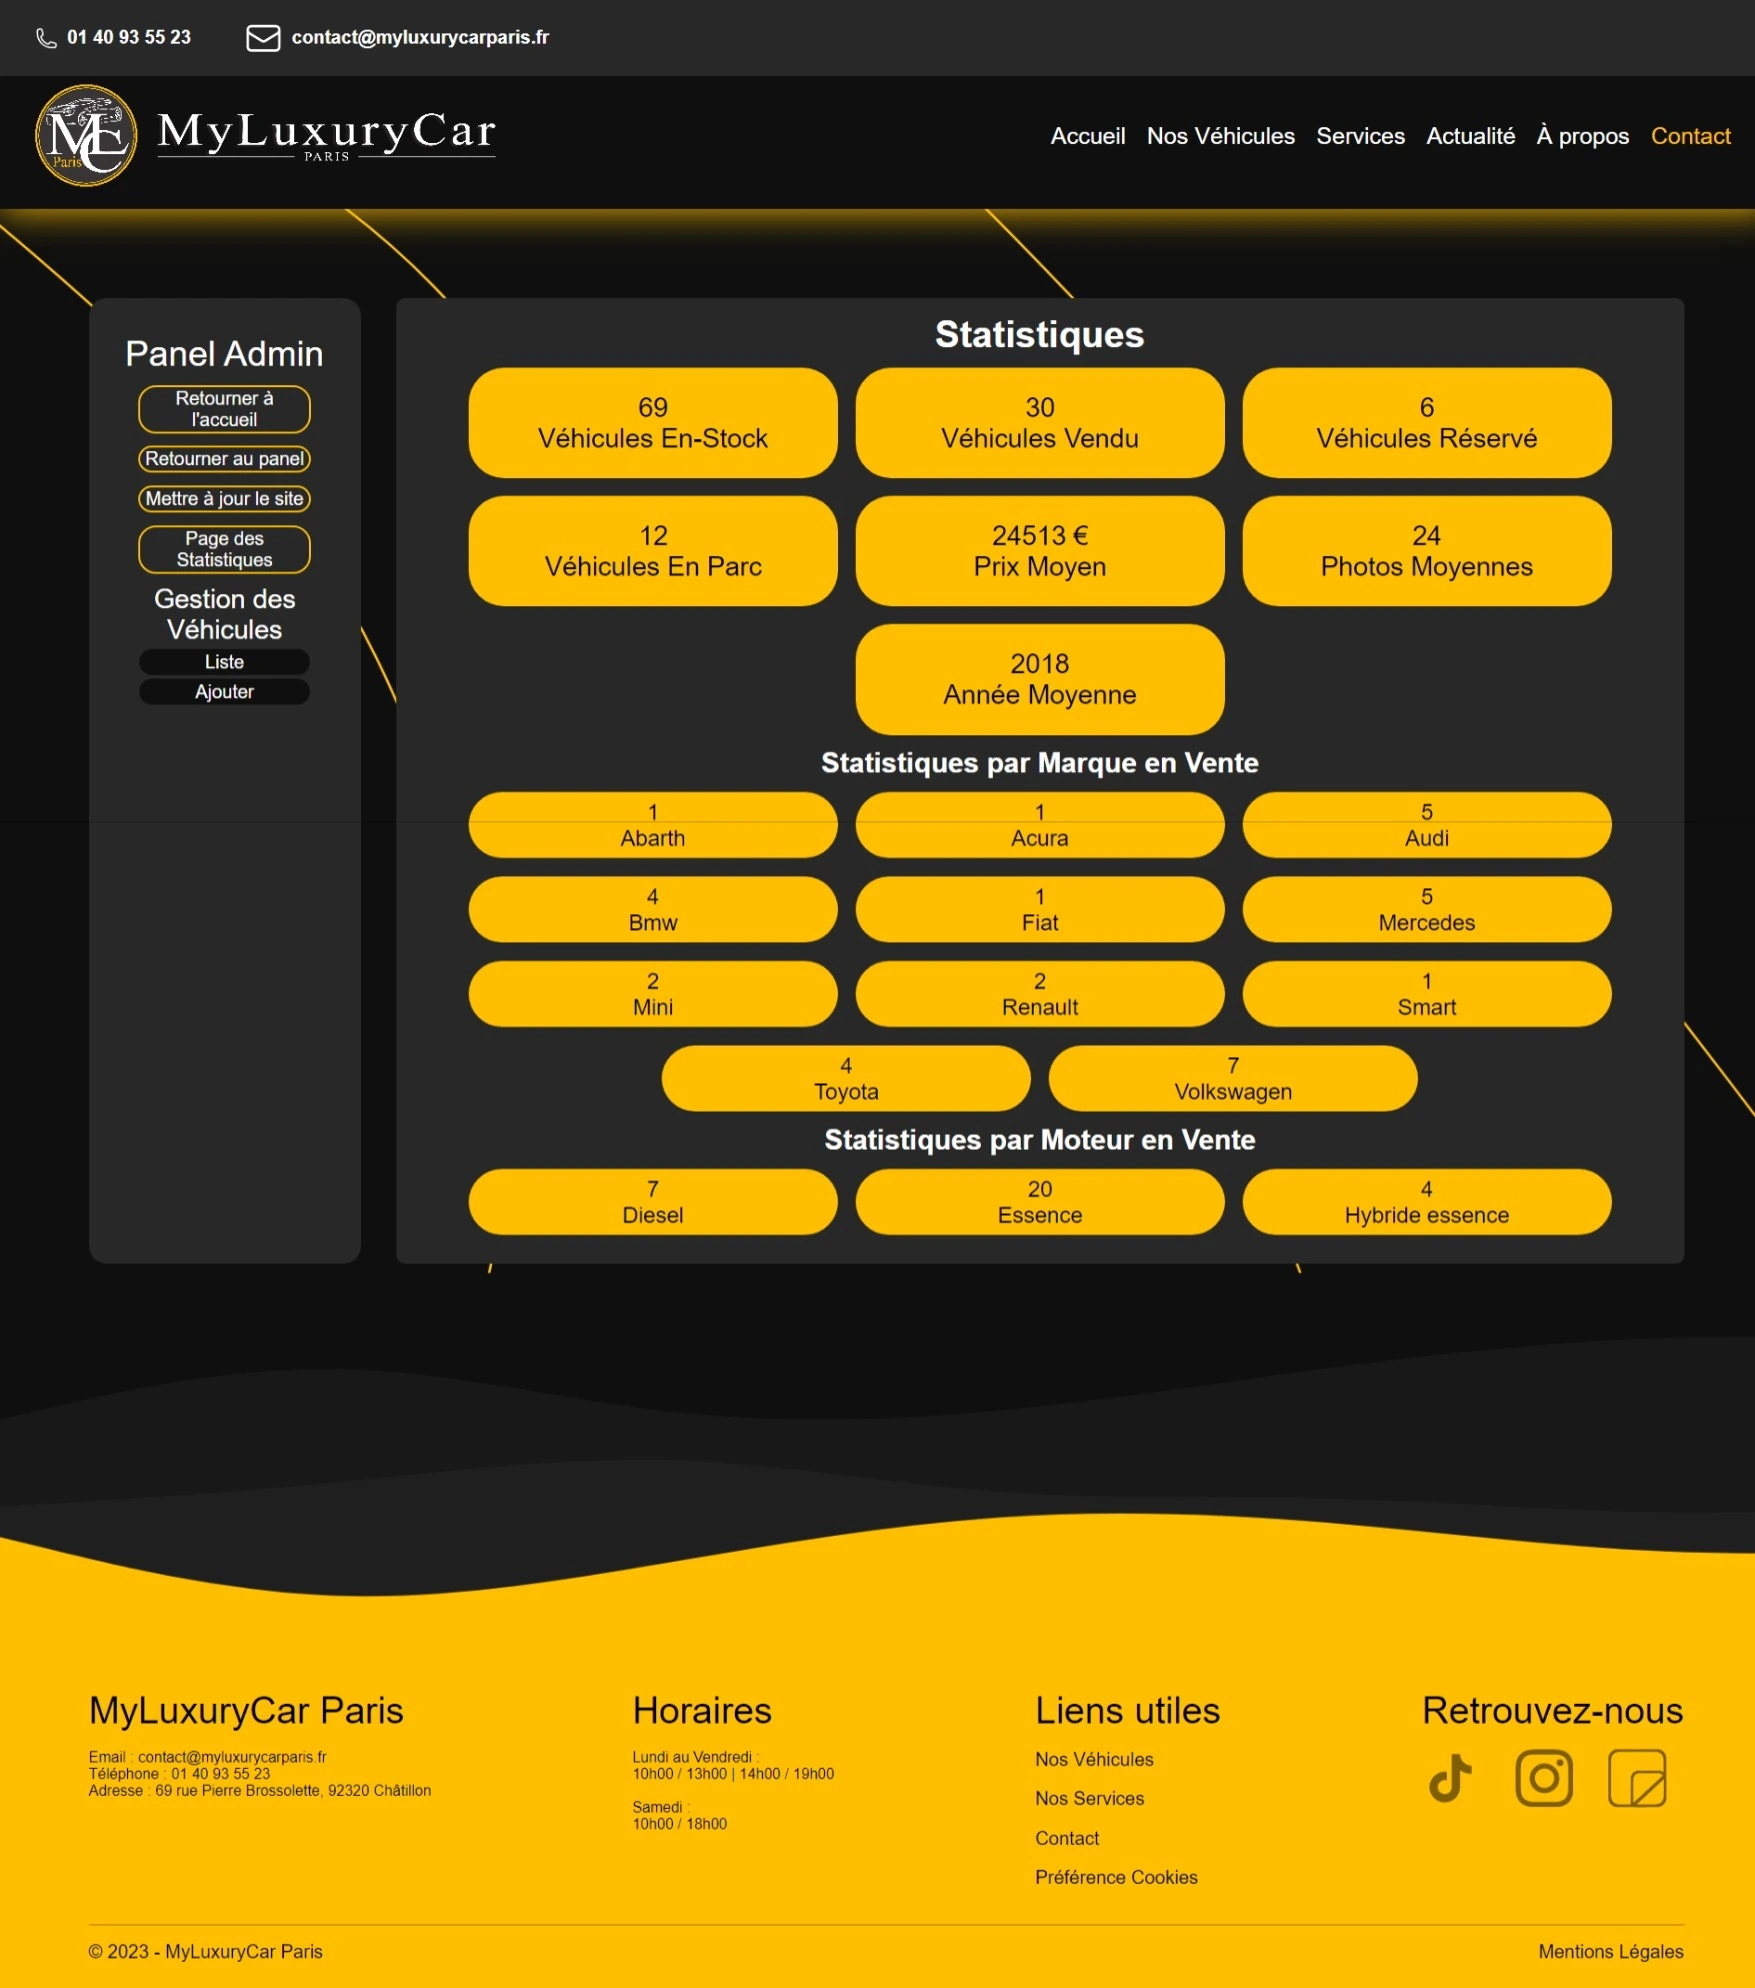 01 40 93 55 23
contact@myluxurycarparis.fr
MLC
Paris
MyLuxuryCar
PARIS
Accueil
Nos Véhicules
Services
Actualité
À propos
Contact
Panel Admin
Retourner à
l'accueil
Retourner au panel
Mettre à jour le site
Page des
Statistiques
Gestion des
Véhicules
Liste
Ajouter
Statistiques
69
Véhicules En-Stock
30
Véhicules Vendu
6
Véhicules Réservé
12
Véhicules En Parc
24513 €
Prix Moyen
24
Photos Moyennes
2018
Année Moyenne
Statistiques par Marque en Vente
1
Abarth
1
Acura
5
Audi
4
Bmw
1
Fiat
5
Mercedes
2
Mini
2
Renault
1
Smart
4
Toyota
7
Volkswagen
Statistiques par Moteur en Vente
7
Diesel
20
Essence
4
Hybride essence
MyLuxuryCar Paris
Email : contact@myluxurycarparis.fr
Téléphone : 01 40 93 55 23
Adresse : 69 rue Pierre Brossolette, 92320 Châtillon
Horaires
Lundi au Vendredi :
10h00 / 13h00 | 14h00 / 19h00
Samedi :
10h00 / 18h00
Liens utiles
Nos Véhicules
Nos Services
Contact
Préférence Cookies
Retrouvez-nous
© 2023 - MyLuxuryCar Paris
Mentions Légales